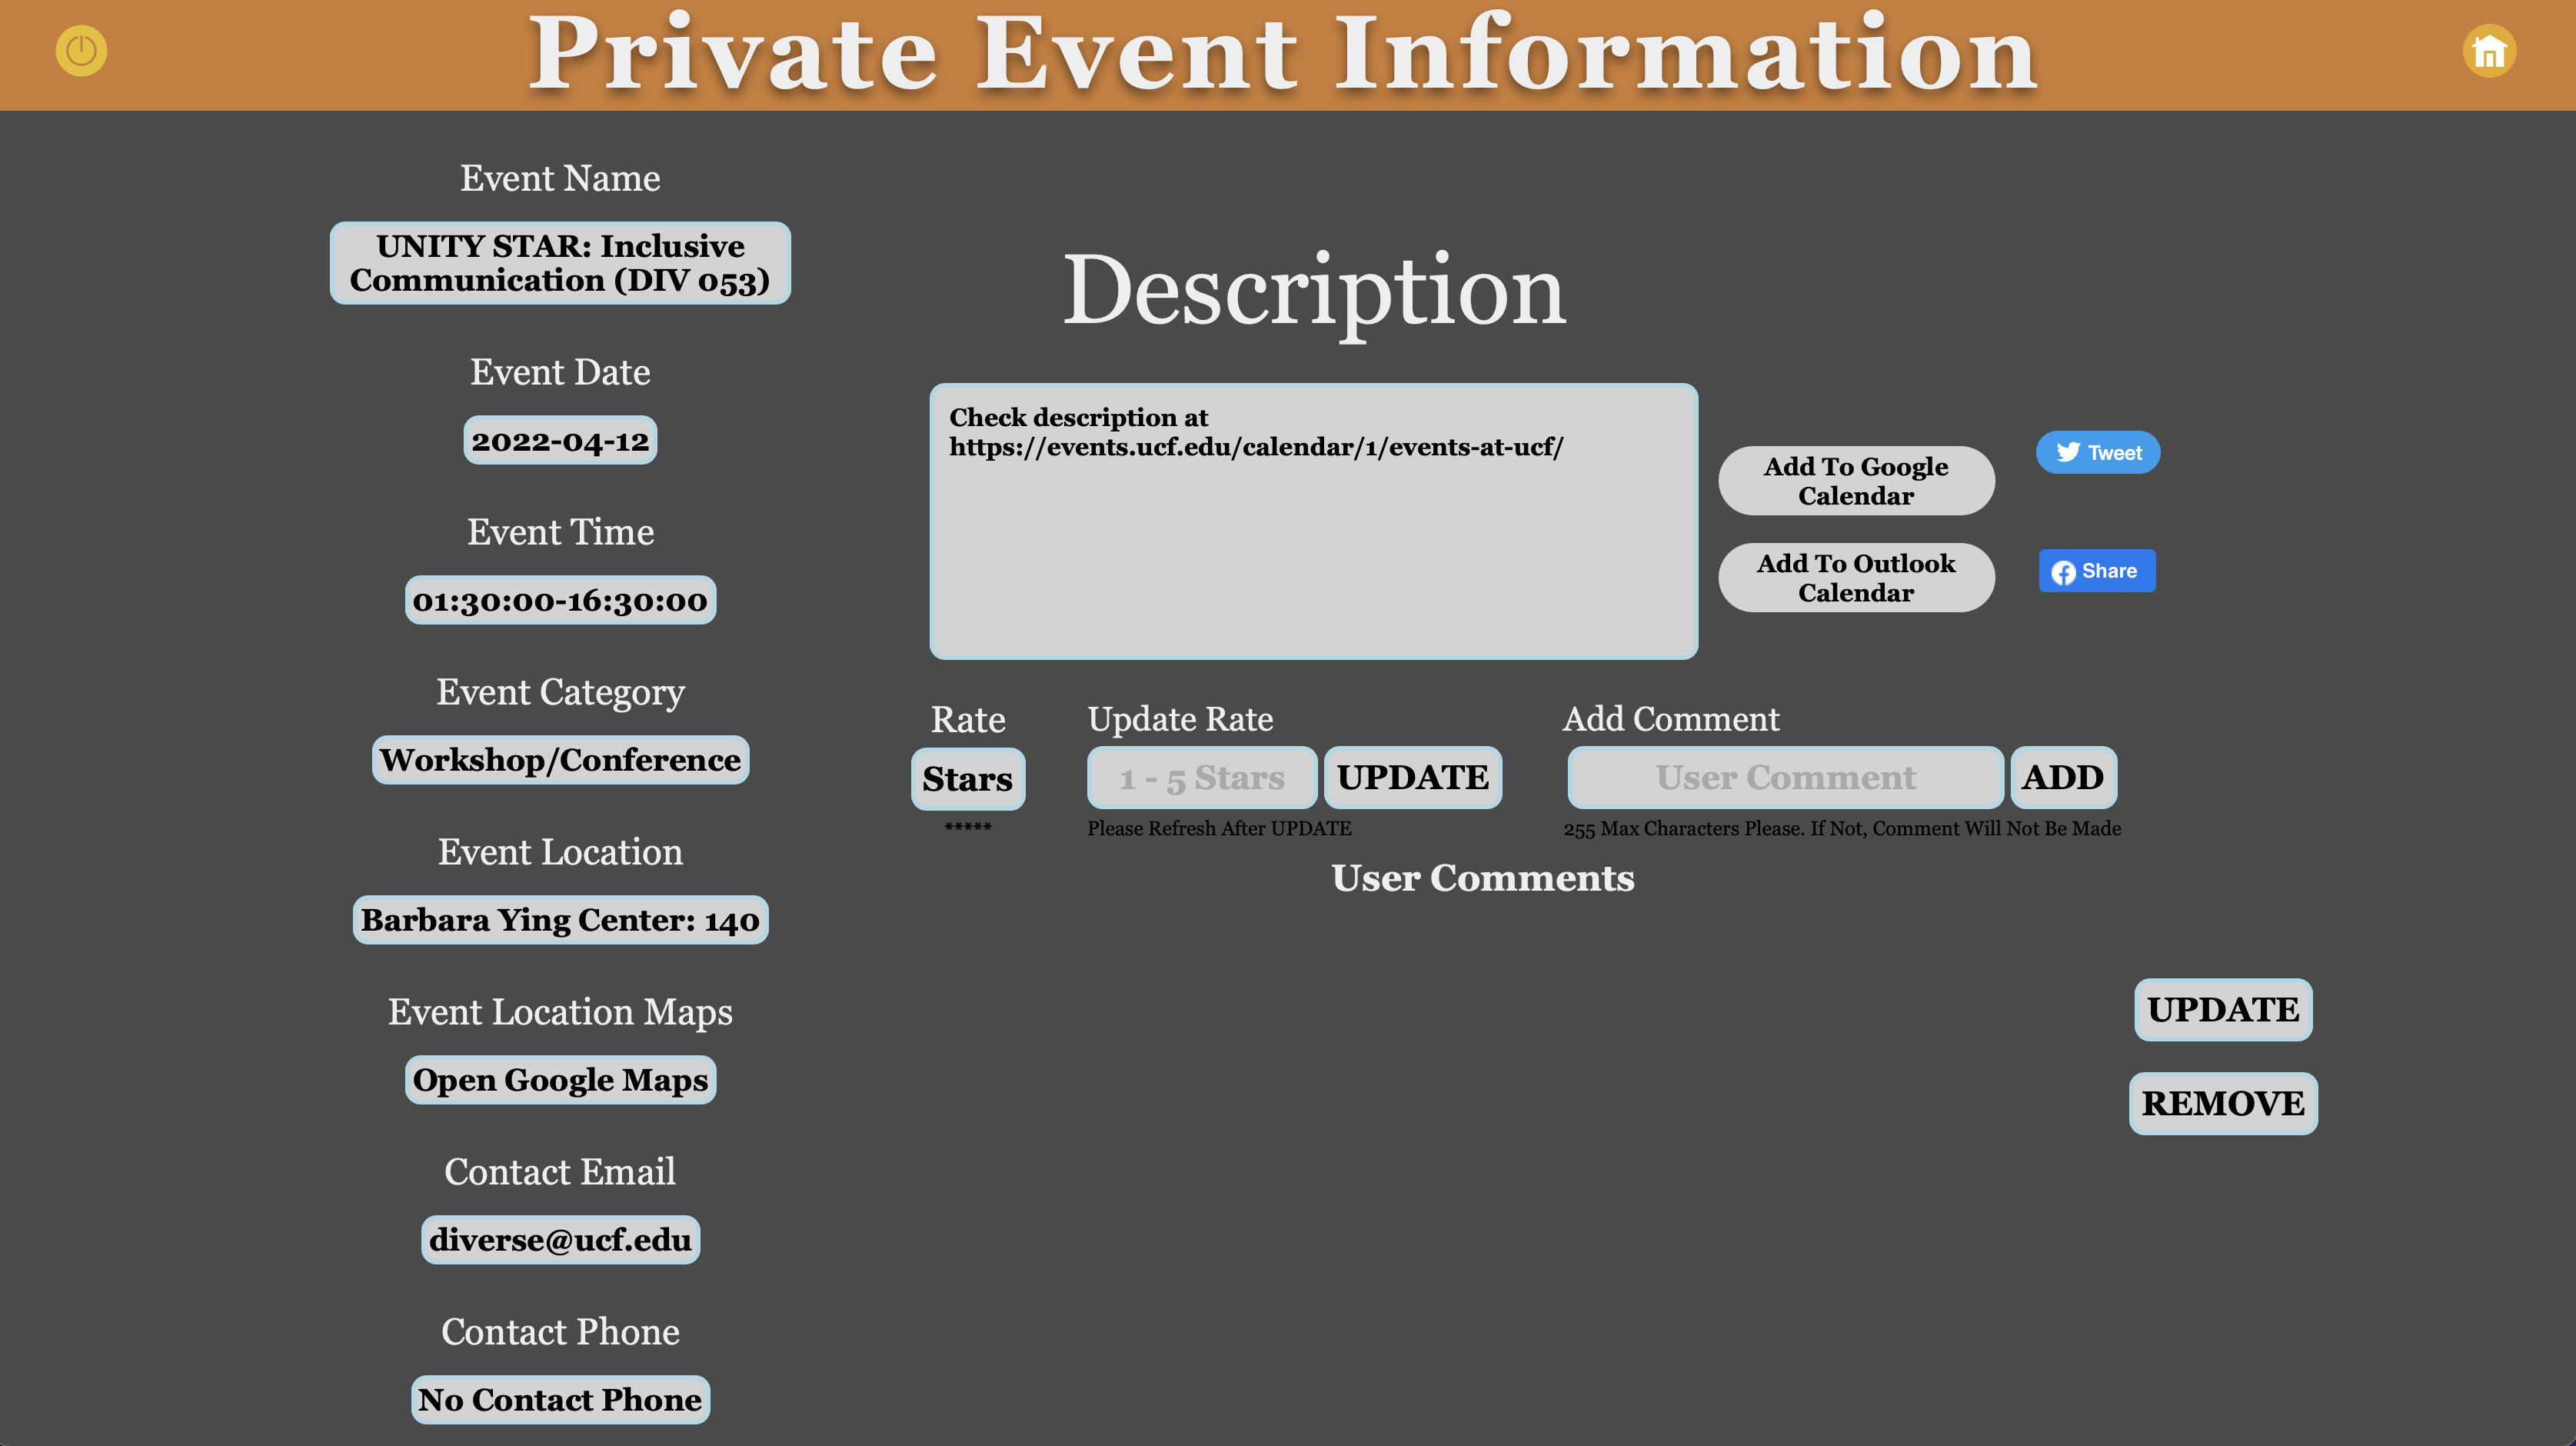 Private Event Information
Event Name
UNITY STAR: Inclusive
Communication (DIV 053)
Event Date
2022-04-12
Event Time
01:30:00-16:30:00
Event Category
Workshop/Conference
Event Location
Barbara Ying Center: 140
Event Location Maps
Open Google Maps
Contact Email
diverse@ucf.edu
Contact Phone
No Contact Phone
Description
Check description at
https://events.ucf.edu/calendar/1/events-at-ucf/
Add To Google
Calendar
Add To Outlook
Calendar
Tweet
Share
Rate
Stars
*****
Update Rate
1 - 5 Stars
UPDATE
Please Refresh After UPDATE
Add Comment
User Comment
ADD
255 Max Characters Please. If Not, Comment Will Not Be Made
User Comments
UPDATE
REMOVE